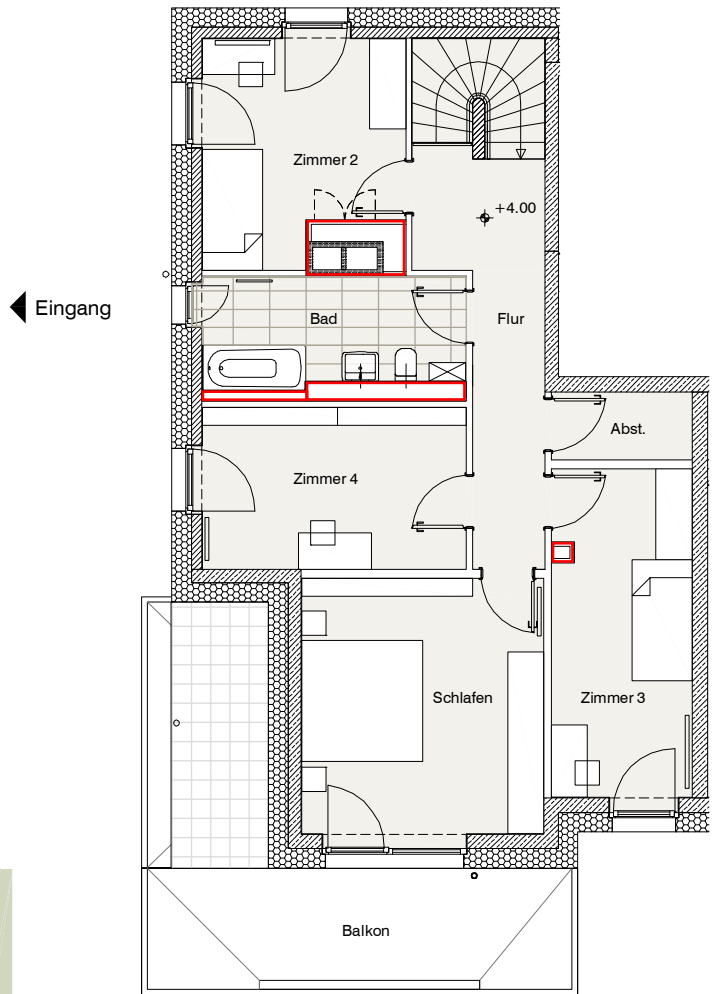 Zimmer 2
+4.00
Eingang
Bad
Flur
Abst.
Zimmer 4
Schlafen
Zimmer 3
Balkon